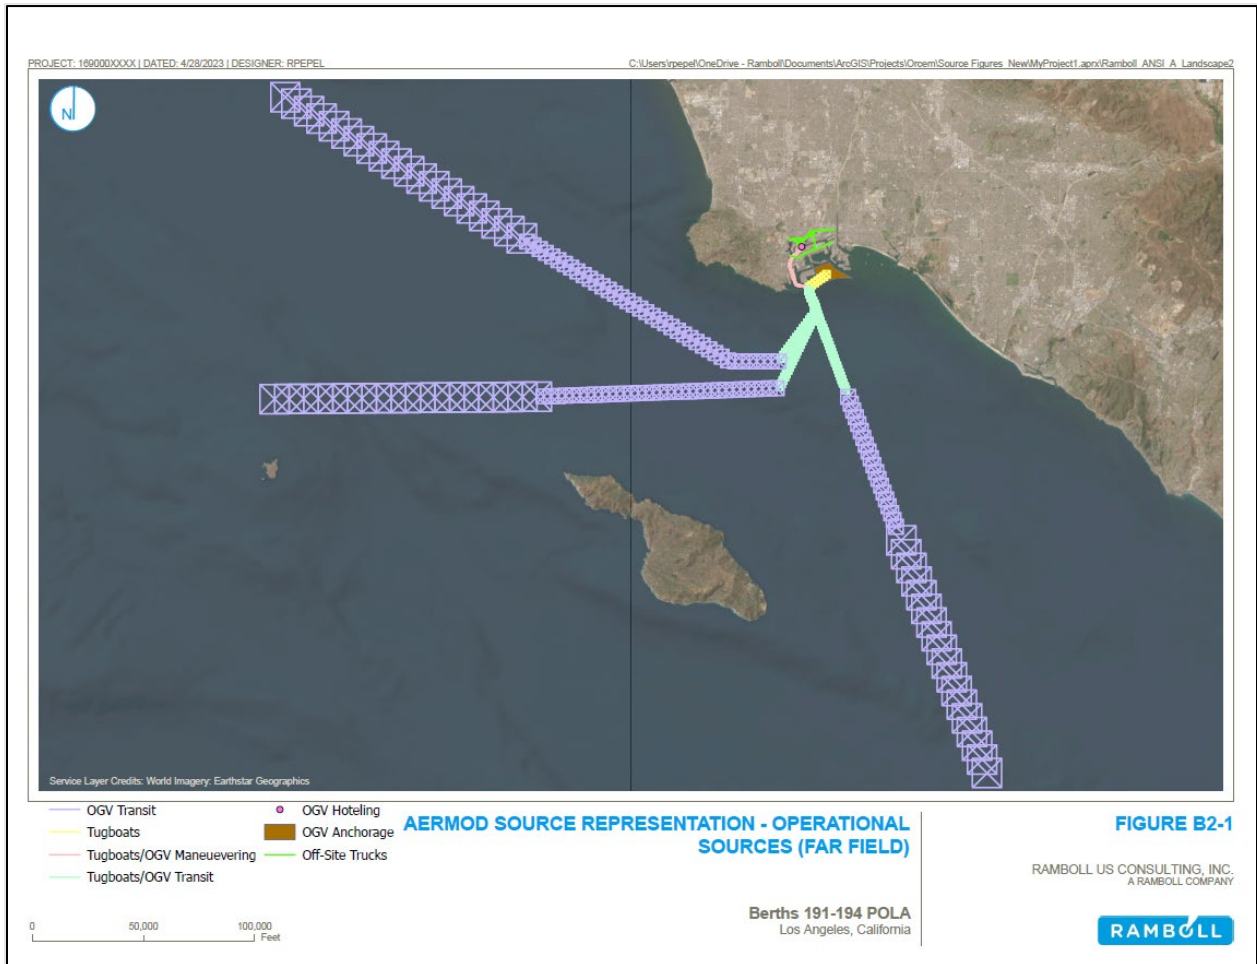 PROJECT: 169000XXXX | DATED: 4/28/2023 | DESIGNER: RPEPEL
C:\Users\rpepel\OneDrive - Ramboll\Documents\ArcGIS\Projects\Orcem\Source Figures_New\MyProject1.aprx\Ramboll_ANSI_A_Landscape2
N
Service Layer Credits: World Imagery: Earthstar Geographics
OGV Transit
Tugboats
Tugboats/OGV Maneuevering
Tugboats/OGV Transit
OGV Hoteling
OGV Anchorage
Off-Site Trucks
0 50,000 100,000
Feet
AERMOD SOURCE REPRESENTATION - OPERATIONAL
SOURCES (FAR FIELD)
Berths 191-194 POLA
Los Angeles, California
FIGURE B2-1
RAMBOLL US CONSULTING, INC.
A RAMBOLL COMPANY
RAMBOLL